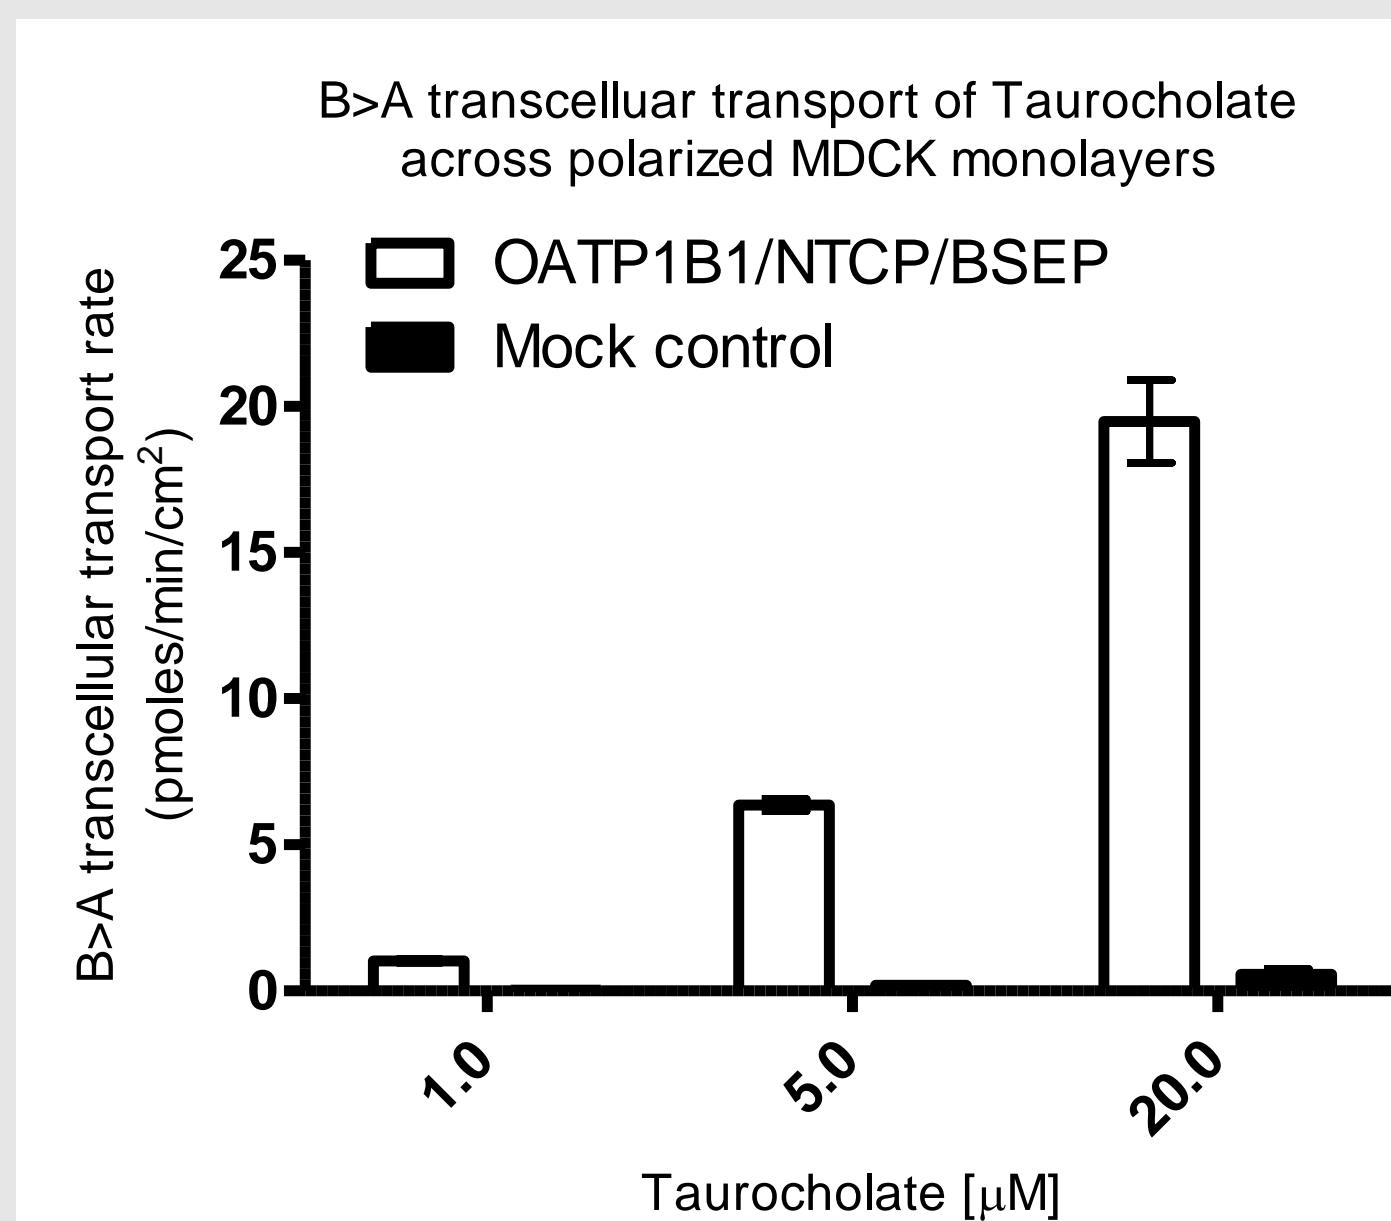 B>A transcelluar transport of Taurocholate
across polarized MDCK monolayers
OATP1B1/NTCP/BSEP
Mock control
B>A transcellular transport rate
(pmoles/min/cm²)
25
20
15
10
5
0
1.0
5.0
20.0
Taurocholate [μM]